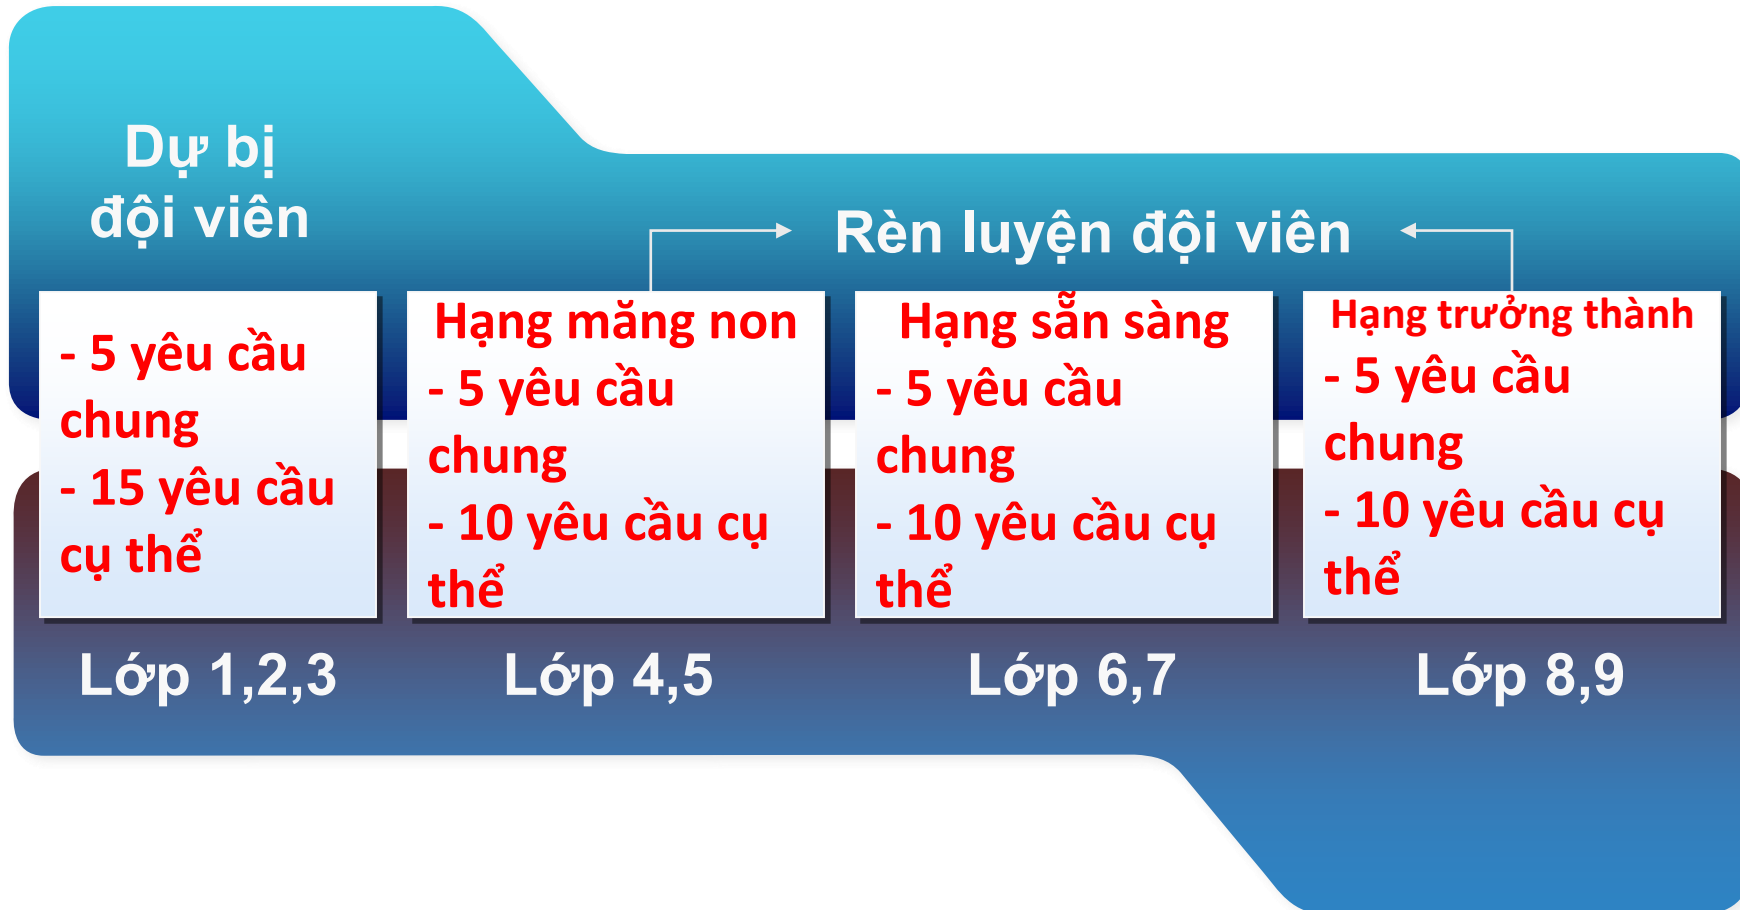 Dự bị
đội viên
Rèn luyện đội viên
- 5 yêu cầu
chung
- 15 yêu cầu
cụ thể
Hạng măng non
- 5 yêu cầu
chung
- 10 yêu cầu cụ
thể
Hạng sẵn sàng
- 5 yêu cầu
chung
- 10 yêu cầu cụ
thể
Hạng trưởng thành
- 5 yêu cầu
chung
- 10 yêu cầu cụ
thể
Lớp 1,2,3
Lớp 4,5
Lớp 6,7
Lớp 8,9